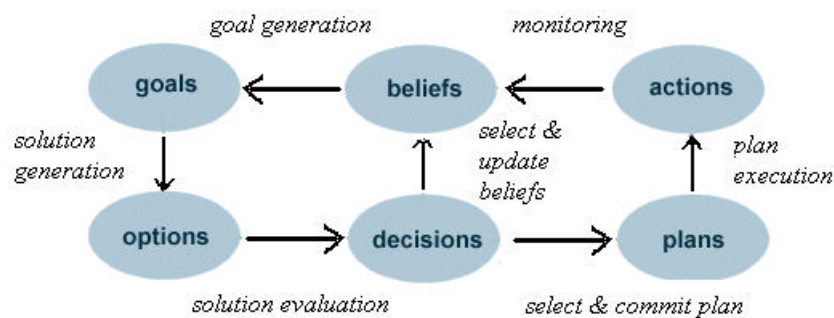 goal generation
monitoring
goals
beliefs
actions
solution
generation
select &
update
beliefs
plan
execution
options
decisions
plans
solution evaluation
select & commit plan